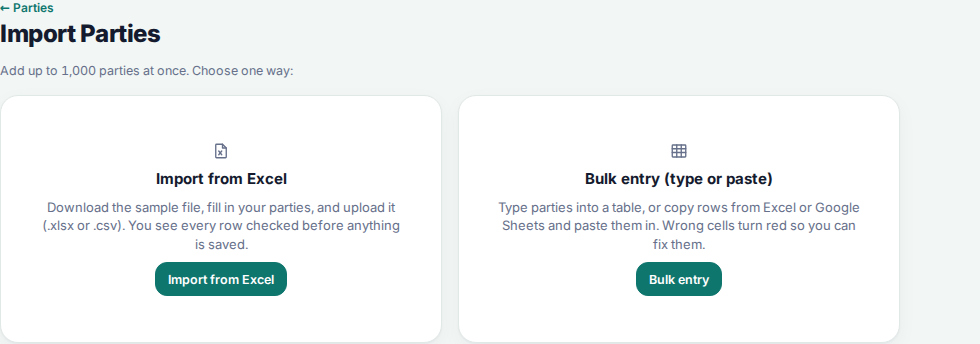 ← Parties
Import Parties
Add up to 1,000 parties at once. Choose one way:
Import from Excel
Download the sample file, fill in your parties, and upload it
(.xlsx or .csv). You see every row checked before anything
is saved.
Import from Excel
Bulk entry (type or paste)
Type parties into a table, or copy rows from Excel or Google
Sheets and paste them in. Wrong cells turn red so you can
fix them.
Bulk entry